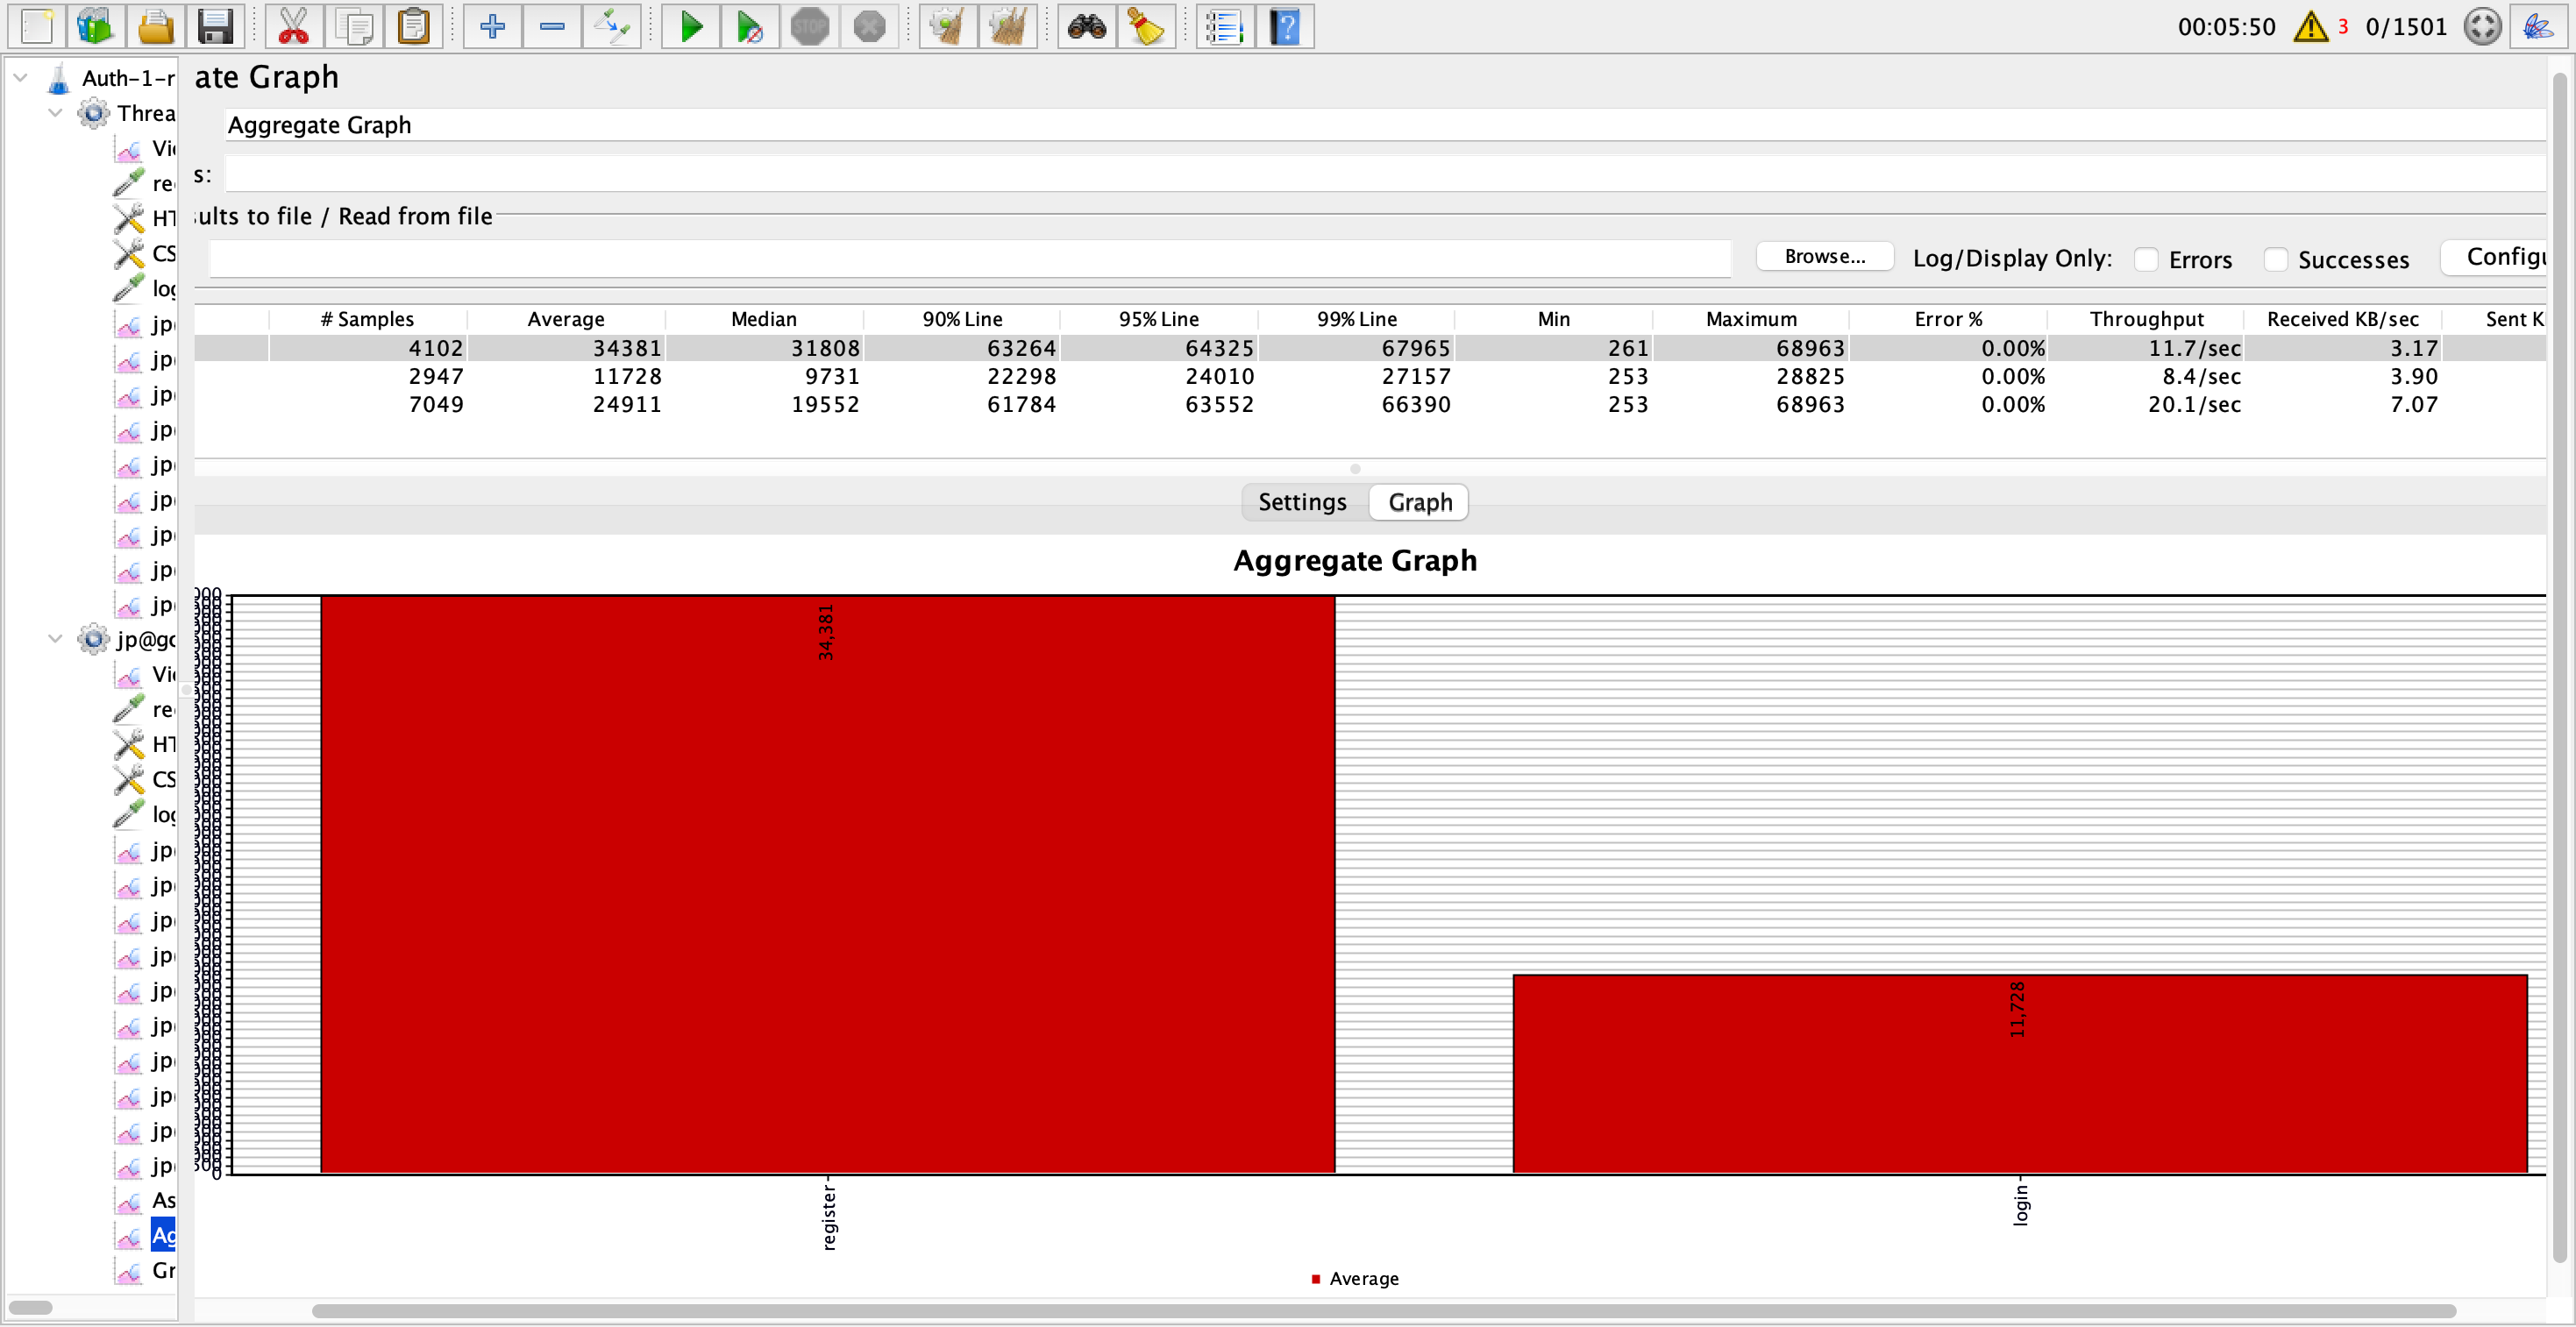 STOP
00:05:50 3 0/1501
Auth-1-r
Threa
Vi
re
HT
CS
log
jp
jp
jp
jp
jp
jp
jp
jp
jp
jp@gc
Vi
re
HT
CS
log
jp
jp
jp
jp
jp
jp
jp
jp
jp
jp
As
Ag
Gr
ate Graph
Aggregate Graph
s:
ults to file / Read from file
Browse... Log/Display Only: Errors Successes Configu
# Samples Average Median 90% Line 95% Line 99% Line Min Maximum Error % Throughput Received KB/sec Sent K
4102 34381 31808 63264 64325 67965 261 68963 0.00% 11.7/sec 3.17
2947 11728 9731 22298 24010 27157 253 28825 0.00% 8.4/sec 3.90
7049 24911 19552 61784 63552 66390 253 68963 0.00% 20.1/sec 7.07
Settings Graph
Aggregate Graph
34,381
11,728
0
register
login
Average